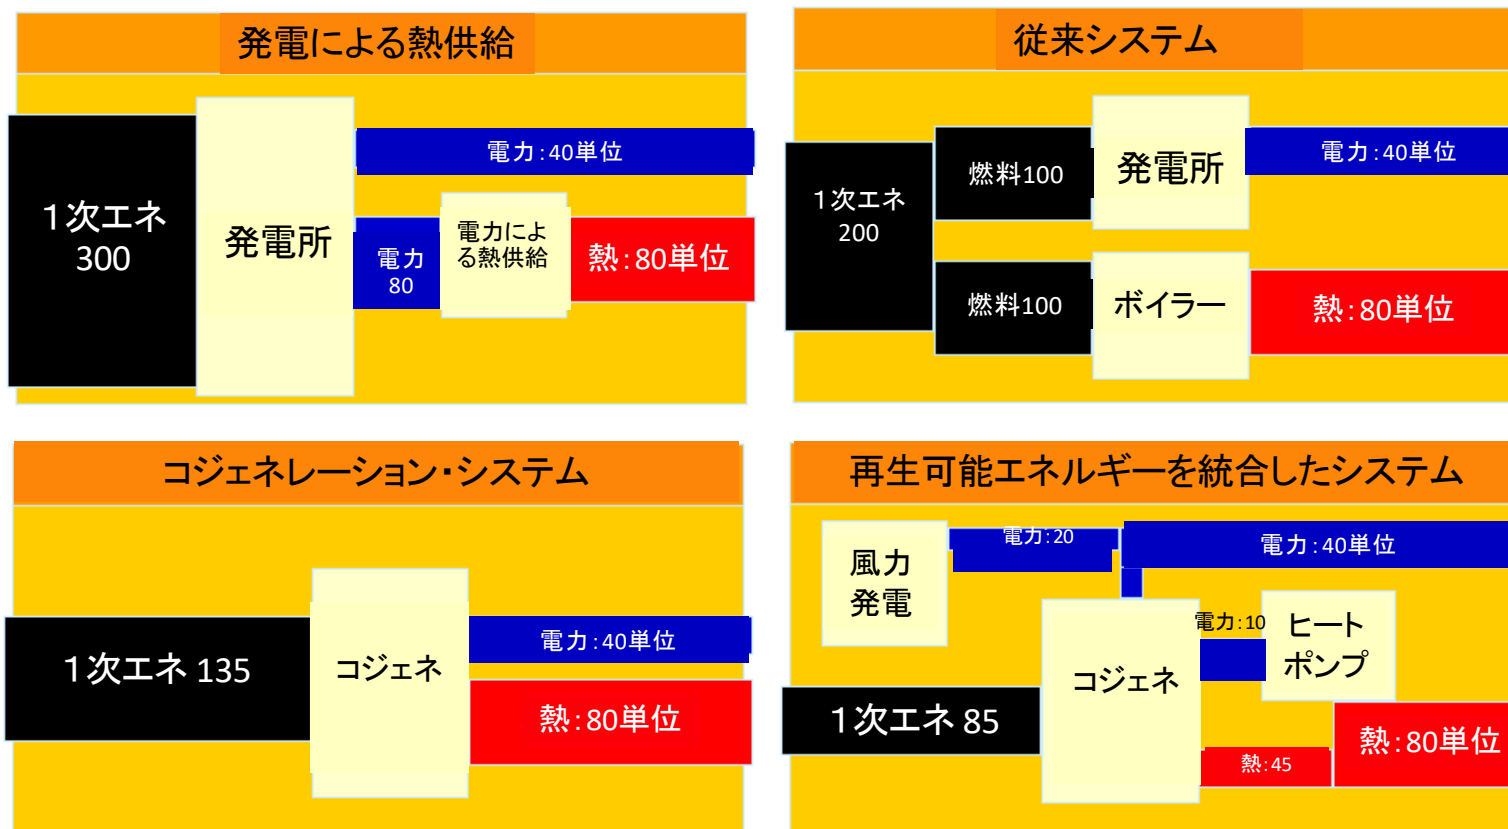 発電による熱供給
１次エネ
300
発電所
電力：40単位
電力
80
電力によ
る熱供給
熱：80単位
従来システム
１次エネ
200
燃料100
発電所
電力：40単位
燃料100
ボイラー
熱：80単位
コジェネレーション・システム
１次エネ 135
コジェネ
電力：40単位
熱：80単位
再生可能エネルギーを統合したシステム
風力
発電
電力：20
電力：40単位
１次エネ 85
コジェネ
電力：10
ヒート
ポンプ
熱：45
熱：80単位